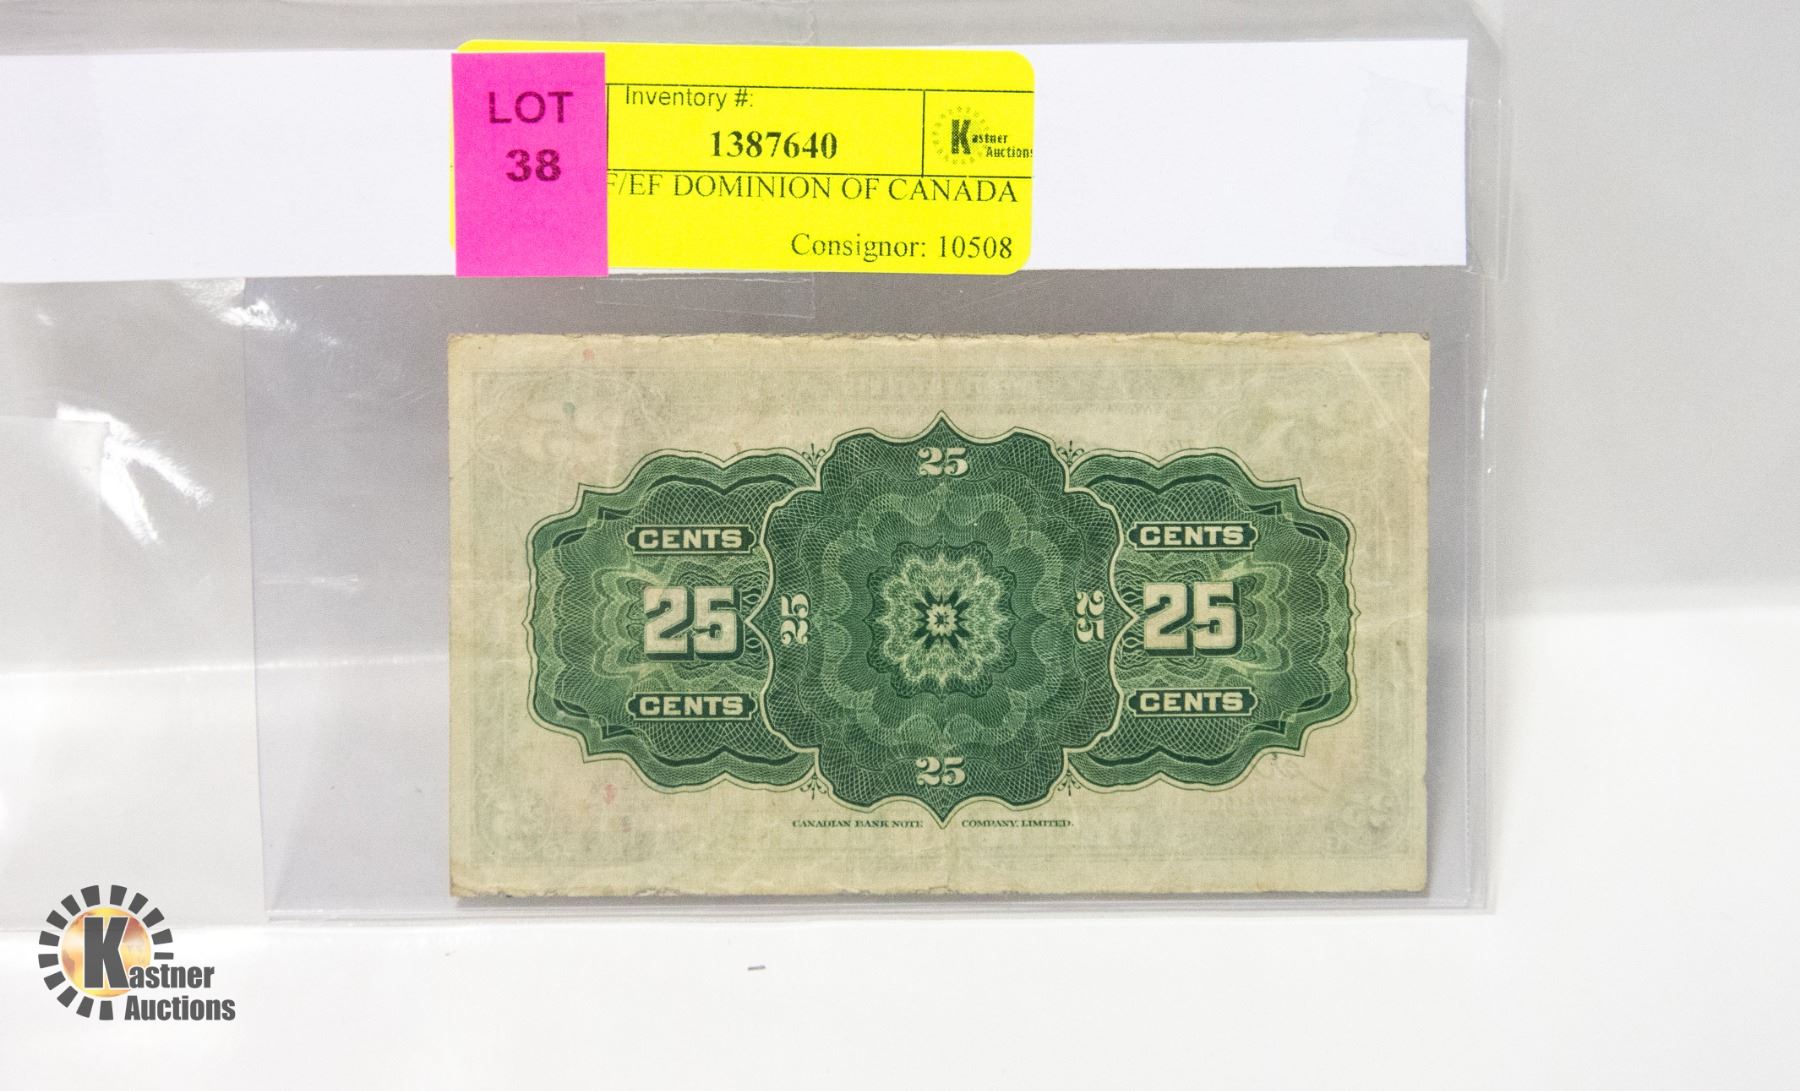 LOT
38
Inventory #:
1387640
Kastner
Auctions
F/EF DOMINION OF CANADA
Consignor: 10508
25
CENTS
CENTS
25
25
25
25
CENTS
CENTS
25
CANADIAN BANK NOTE COMPANY, LIMITED.
Kastner
Auctions